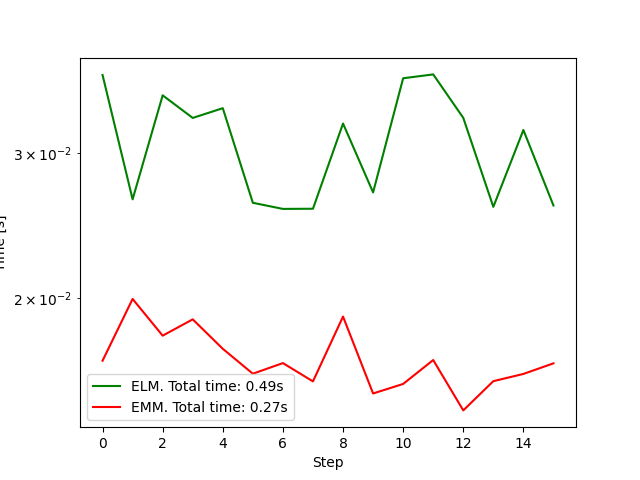 3 × 10⁻²
2 × 10⁻²
Time [s]
ELM. Total time: 0.49s
EMM. Total time: 0.27s
0 2 4 6 8 10 12 14
Step